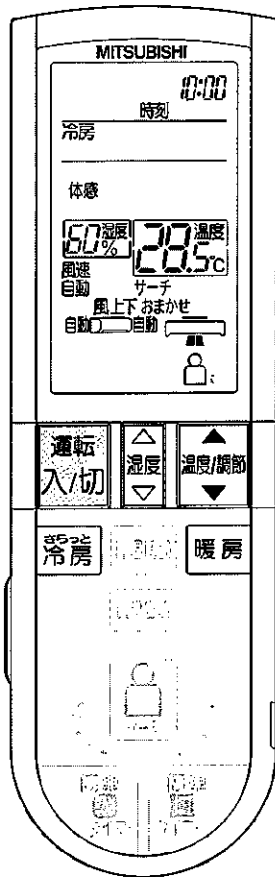 MITSUBISHI
10:00
時刻
冷房
体感
60% 湿度
28.5℃ 温度
風速
自動
サーチ
風上下 おまかせ
自動 自動
運転
入/切
△
湿度
▽
▲
温度/調節
▼
さらっと
冷房
暖房